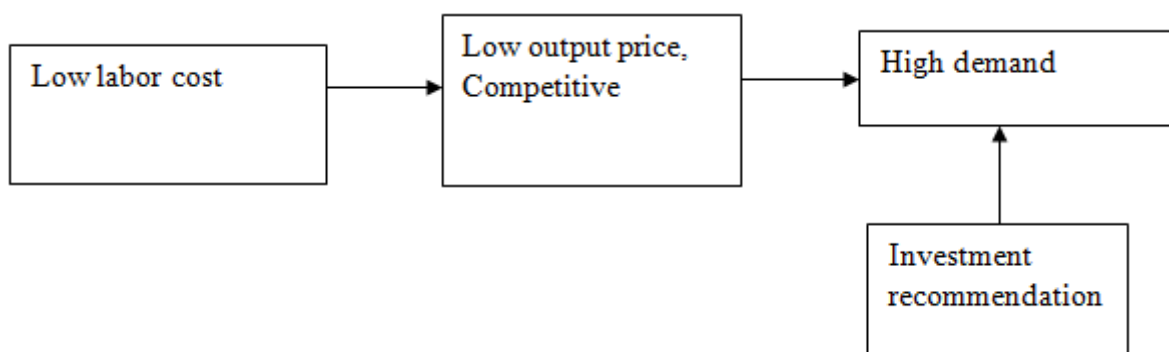 Low labor cost
Low output price,
Competitive
High demand
Investment
recommendation